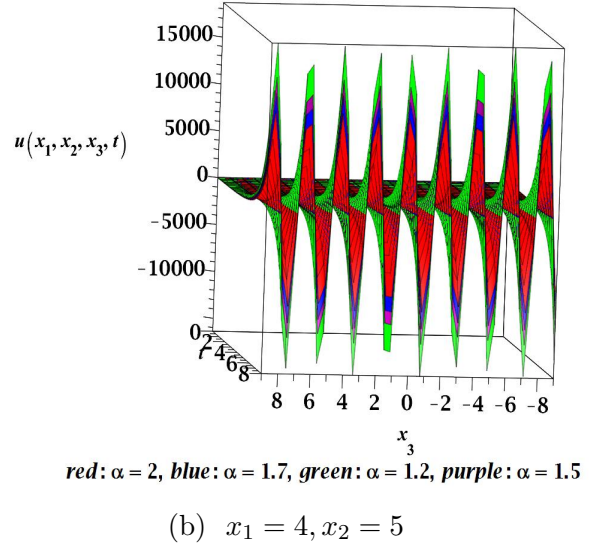 15000
10000
5000
u(x₁, x₂, x₃, t)
0
−5000
−10000
0
2
4
6
8
8 6 4 2 0 −2 −4 −6 −8
x₃
red: α = 2, blue: α = 1.7, green: α = 1.2, purple: α = 1.5
(b) x₁ = 4, x₂ = 5